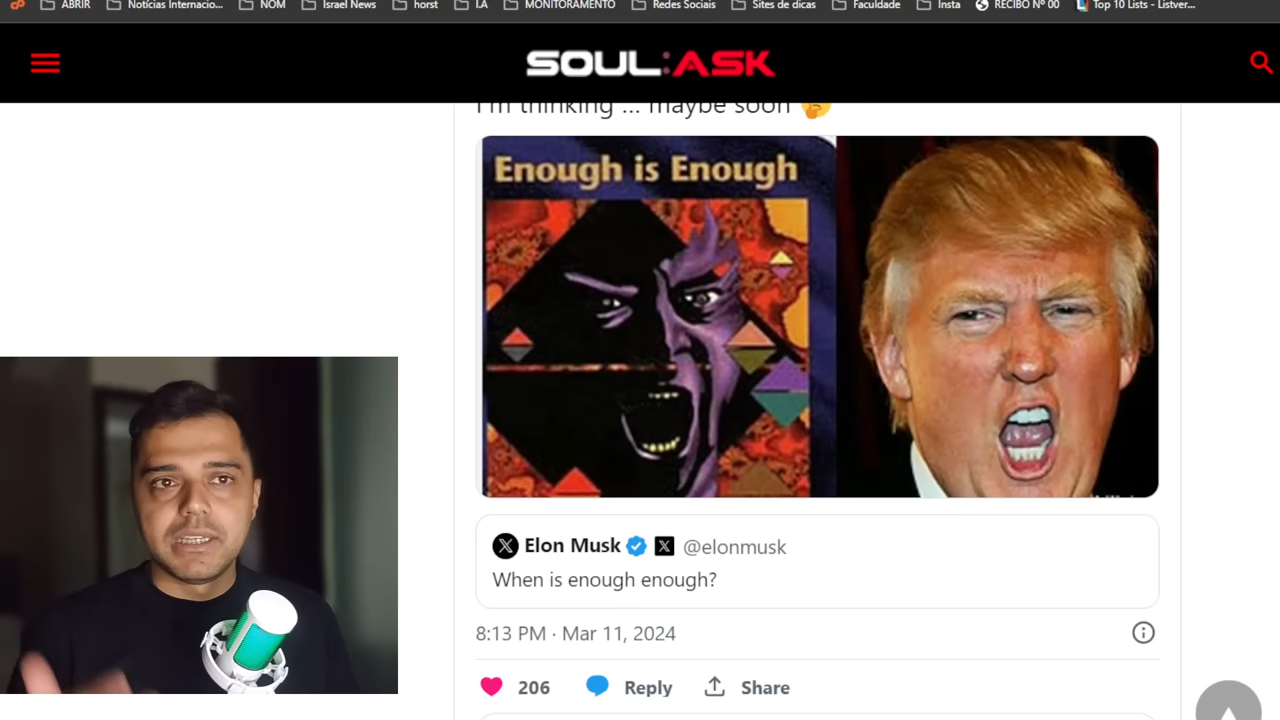 ABRIR Notícias Internacio... NOM Israel News horst I.A MONITORAMENTO Redes Sociais Sites de dicas Faculdade Insta RECIBO Nº 00 Top 10 Lists - Listver...
SOUL:ASK
I'm thinking ... maybe soon 🤔
Enough is Enough
Elon Musk @elonmusk
When is enough enough?
8:13 PM · Mar 11, 2024
206 Reply Share